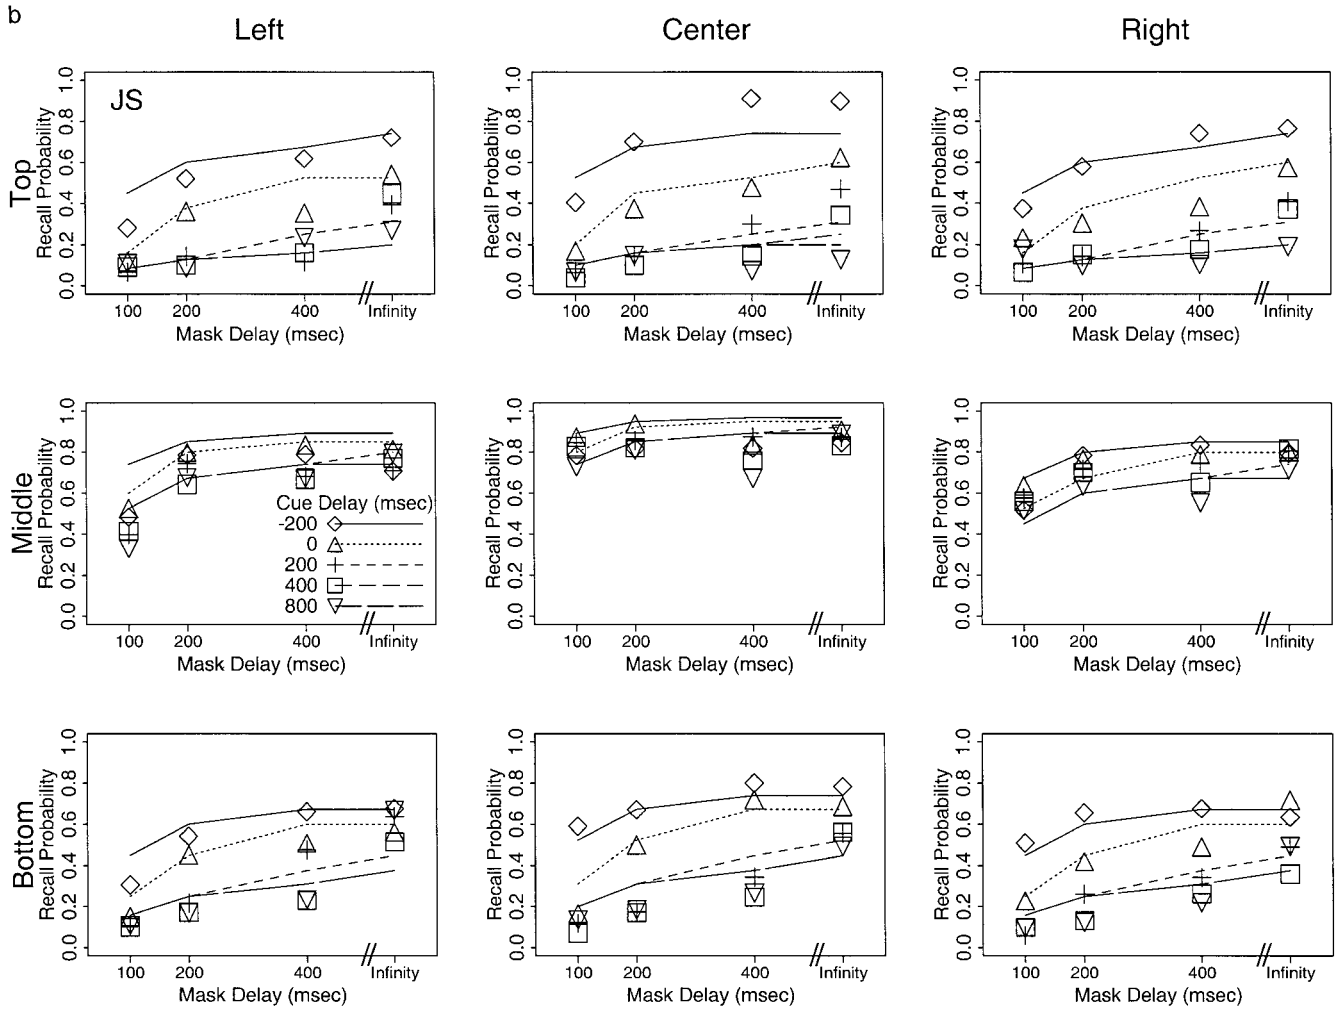 b
Left
Center
Right
Top
JS
Recall Probability
0.0 0.2 0.4 0.6 0.8 1.0
100 200 400 Infinity
Mask Delay (msec)
Recall Probability
0.0 0.2 0.4 0.6 0.8 1.0
100 200 400 Infinity
Mask Delay (msec)
Recall Probability
0.0 0.2 0.4 0.6 0.8 1.0
100 200 400 Infinity
Mask Delay (msec)
Middle
Recall Probability
0.0 0.2 0.4 0.6 0.8 1.0
Cue Delay (msec)
-200
0
200
400
800
100 200 400 Infinity
Mask Delay (msec)
Recall Probability
0.0 0.2 0.4 0.6 0.8 1.0
100 200 400 Infinity
Mask Delay (msec)
Recall Probability
0.0 0.2 0.4 0.6 0.8 1.0
100 200 400 Infinity
Mask Delay (msec)
Bottom
Recall Probability
0.0 0.2 0.4 0.6 0.8 1.0
100 200 400 Infinity
Mask Delay (msec)
Recall Probability
0.0 0.2 0.4 0.6 0.8 1.0
100 200 400 Infinity
Mask Delay (msec)
Recall Probability
0.0 0.2 0.4 0.6 0.8 1.0
100 200 400 Infinity
Mask Delay (msec)